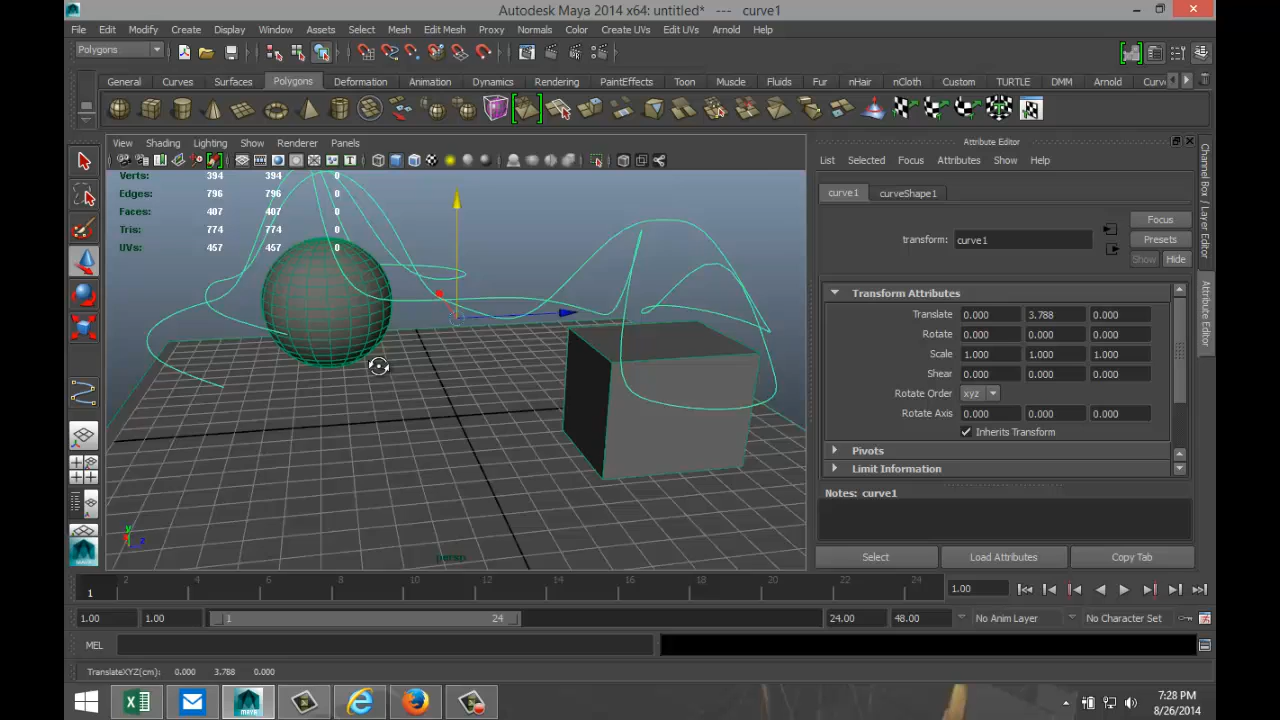 Autodesk Maya 2014 x64: untitled* --- curve1
File Edit Modify Create Display Window Assets Select Mesh Edit Mesh Normals Color Create UVs Edit UVs Arnold Help
Polygons
General Curves Surfaces Polygons Deformation Animation Dynamics Rendering PaintEffects Toon Muscle Fluids Fur nHair nCloth Custom TURTLE DMM Arnold Curv
View Shading Lighting Show Renderer Panels
Verts: 394 394 0
Edges: 796 796 0
Faces: 407 407 0
Tris: 774 774 0
UVs: 457 457 0
persp
y
z
Attribute Editor
List Selected Focus Attributes Show Help
curve1 curveShape1
transform: curve1
Focus
Presets
Show Hide
Transform Attributes
Translate 0.000 3.788 0.000
Rotate 0.000 0.000 0.000
Scale 1.000 1.000 1.000
Shear 0.000 0.000 0.000
Rotate Order xyz
Rotate Axis 0.000 0.000 0.000
Inherits Transform
Pivots
Limit Information
Notes: curve1
Select Load Attributes Copy Tab
Channel Box / Layer Editor
Attribute Editor
1 2 4 6 8 10 12 14 16 18 20 22 24 1.00
1.00 1.00 1 24 24.00 48.00 No Anim Layer No Character Set
MEL
TranslateXYZ(cm): 0.000 3.788 0.000
MAYA
7:28 PM
8/26/2014